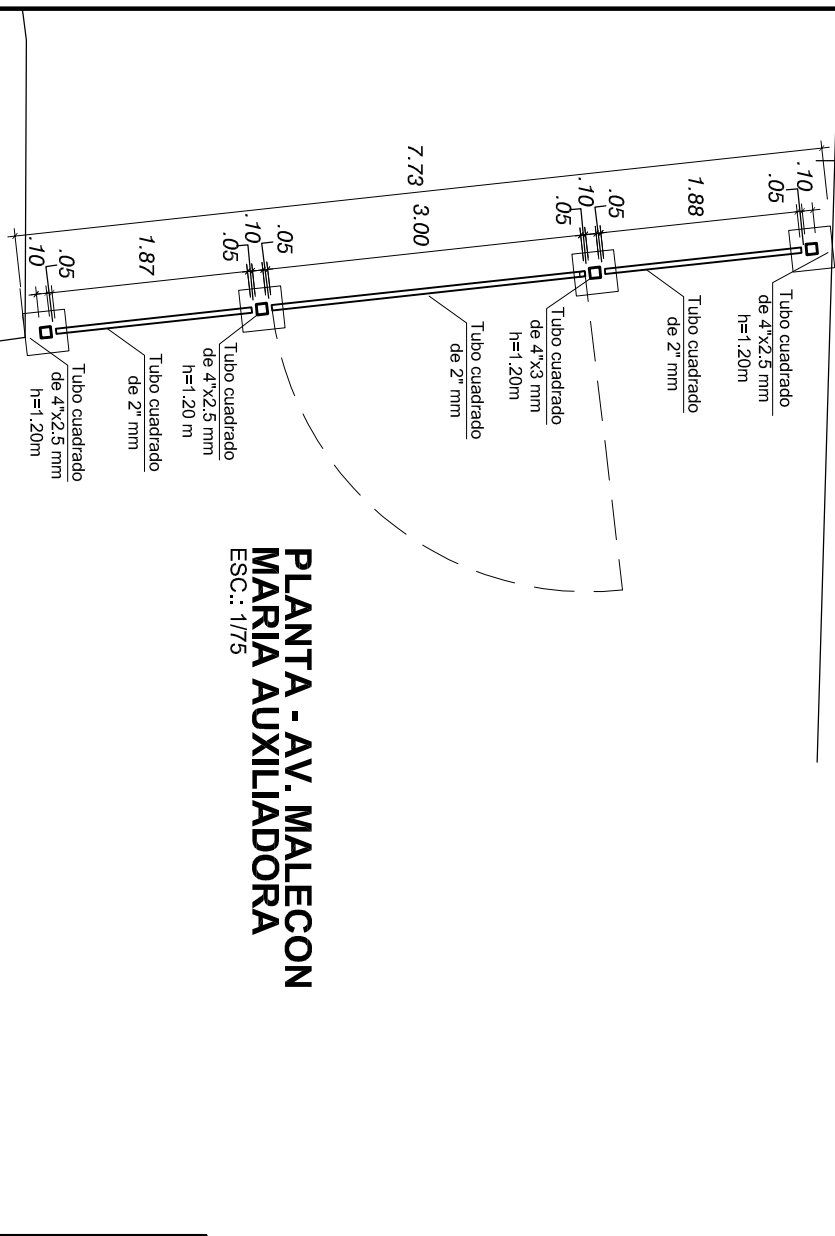 7.73
.10
.05
1.87
.05
.10
.05
3.00
.05
.10
.05
1.88
.05
.10
Tubo cuadrado
de 4"x2.5 mm
h=1.20m
Tubo cuadrado
de 2" mm
Tubo cuadrado
de 4"x2.5 mm
h=1.20 m
Tubo cuadrado
de 2" mm
Tubo cuadrado
de 4"x3 mm
h=1.20m
Tubo cuadrado
de 2" mm
Tubo cuadrado
de 4"x2.5 mm
h=1.20m
PLANTA - AV. MALECON
MARIA AUXILIADORA
ESC.: 1/75